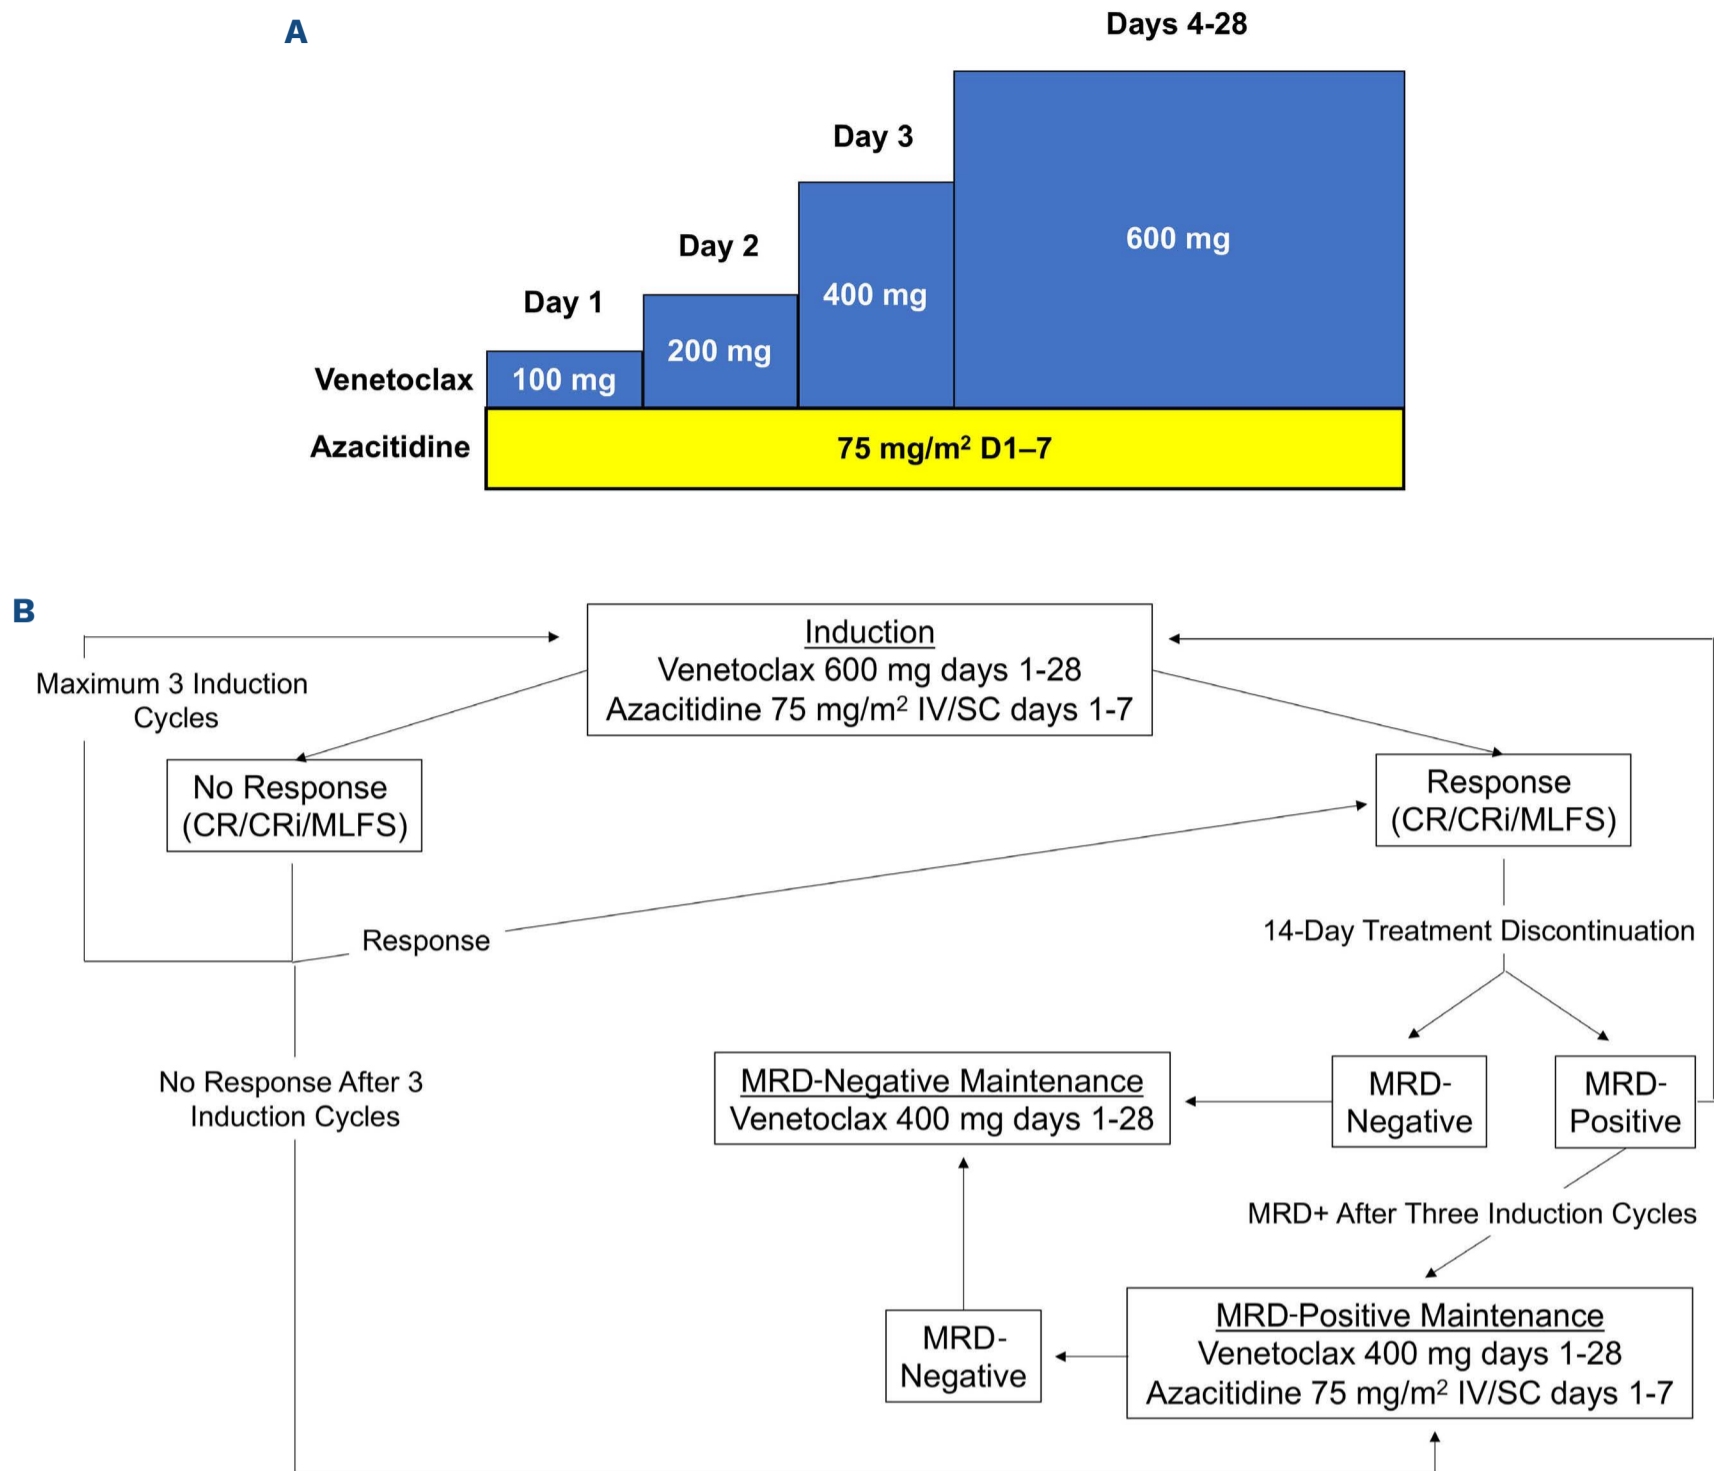 A
Days 4-28
Day 3
Day 2
Day 1
600 mg
400 mg
200 mg
100 mg
Venetoclax
Azacitidine
75 mg/m² D1–7
B
Induction
Venetoclax 600 mg days 1-28
Azacitidine 75 mg/m² IV/SC days 1-7
Maximum 3 Induction
Cycles
No Response
(CR/CRi/MLFS)
Response
(CR/CRi/MLFS)
Response
14-Day Treatment Discontinuation
No Response After 3
Induction Cycles
MRD-Negative Maintenance
Venetoclax 400 mg days 1-28
MRD-
Negative
MRD-
Positive
MRD+ After Three Induction Cycles
MRD-
Negative
MRD-Positive Maintenance
Venetoclax 400 mg days 1-28
Azacitidine 75 mg/m² IV/SC days 1-7